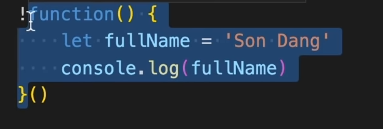 !function() {
    let fullName = 'Son Dang'
    console.log(fullName)
}()